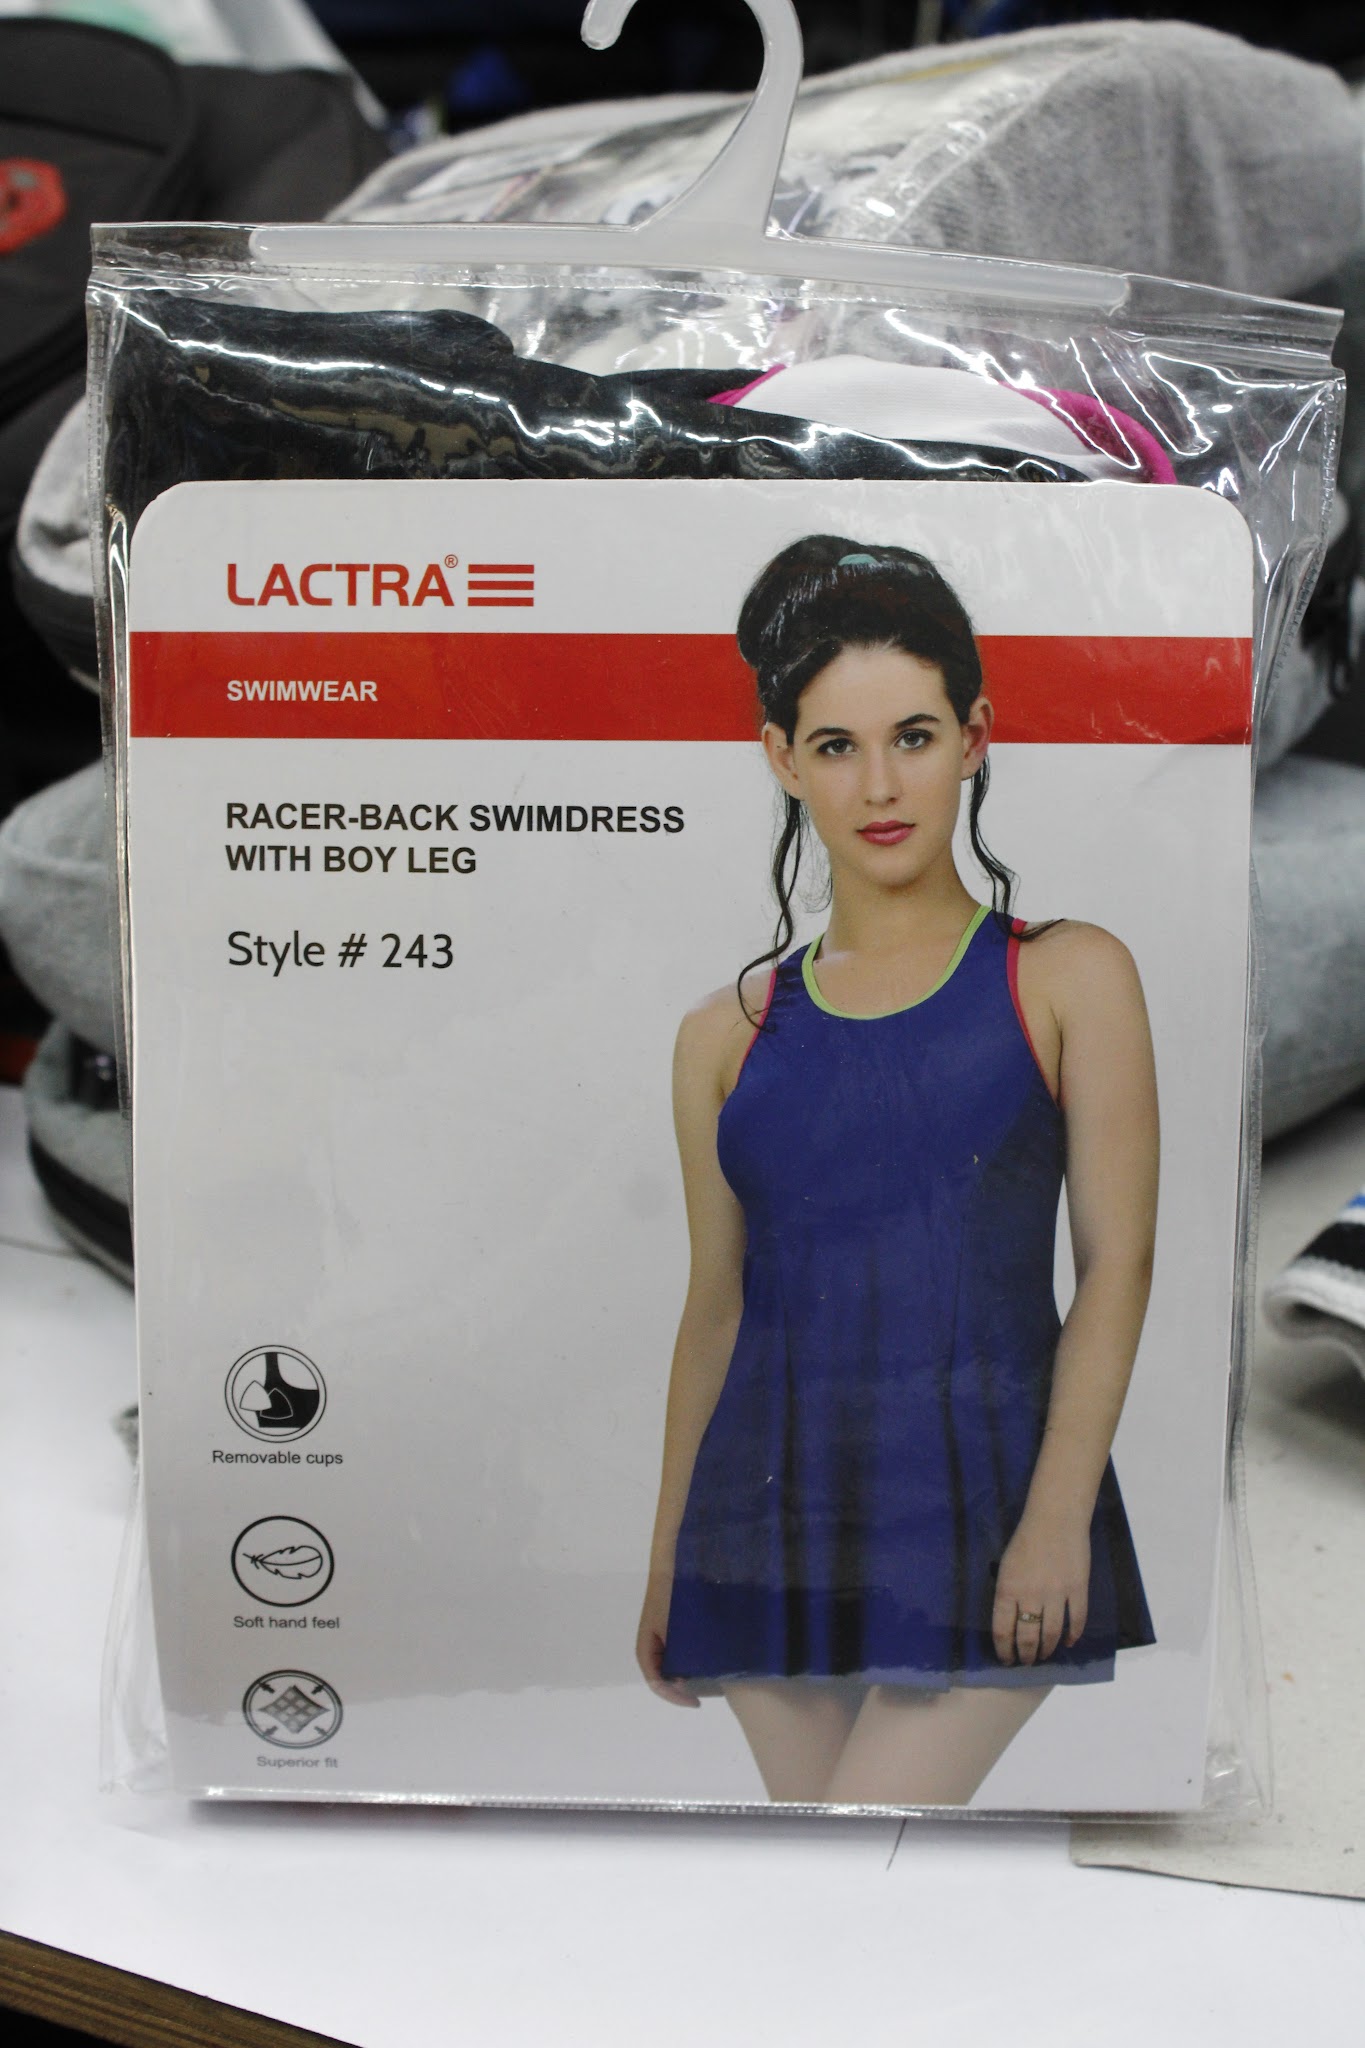 LACTRA®
SWIMWEAR
RACER-BACK SWIMDRESS
WITH BOY LEG
Style # 243
Removable cups
Soft hand feel
Superior fit